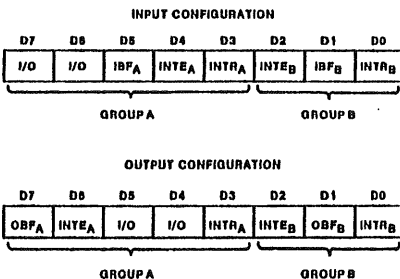 INPUT CONFIGURATION
D7 D6 D5 D4 D3 D2 D1 D0
I/O I/O IBFA INTEA INTRA INTEB IBFB INTRB
GROUP A GROUP B
OUTPUT CONFIGURATION
D7 D6 D5 D4 D3 D2 D1 D0
OBFA INTEA I/O I/O INTRA INTEB OBFB INTRB
GROUP A GROUP B